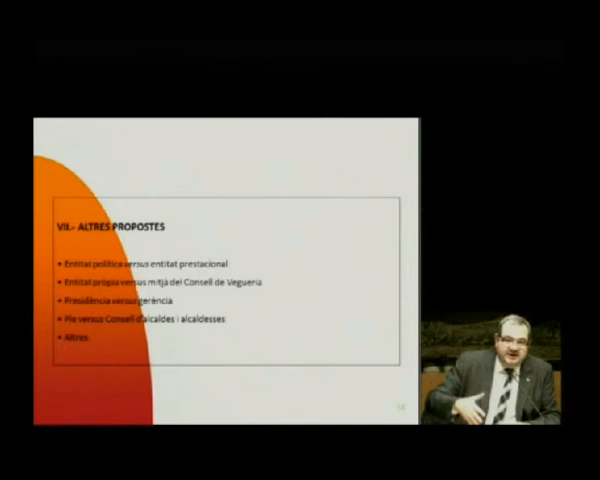 VII.- ALTRES PROPOSTES
• Entitat política versus entitat prestacional
• Entitat pròpia versus mitjà del Consell de Vegueria
• Presidència versus gerència
• Ple versus Consell d'alcaldes i alcaldesses
• Altres